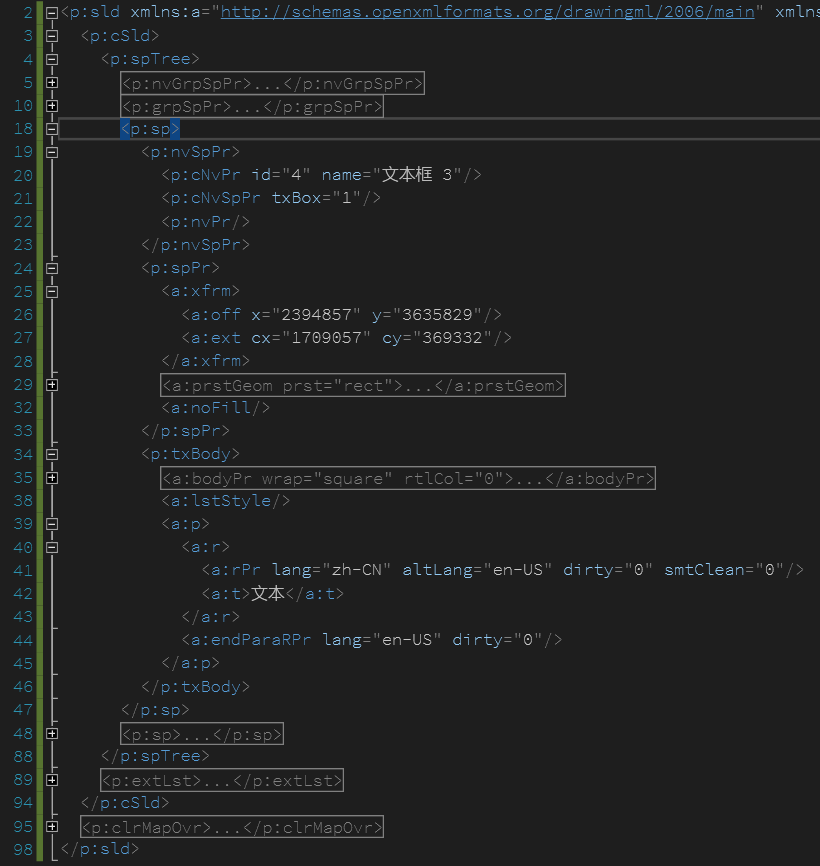 2 <p:sld xmlns:a="http://schemas.openxmlformats.org/drawingml/2006/main" xmlns
3 <p:cSld>
4 <p:spTree>
5 <p:nvGrpSpPr>...</p:nvGrpSpPr>
10 <p:grpSpPr>...</p:grpSpPr>
18 <p:sp>
19 <p:nvSpPr>
20 <p:cNvPr id="4" name="文本框 3"/>
21 <p:cNvSpPr txBox="1"/>
22 <p:nvPr/>
23 </p:nvSpPr>
24 <p:spPr>
25 <a:xfrm>
26 <a:off x="2394857" y="3635829"/>
27 <a:ext cx="1709057" cy="369332"/>
28 </a:xfrm>
29 <a:prstGeom prst="rect">...</a:prstGeom>
32 <a:noFill/>
33 </p:spPr>
34 <p:txBody>
35 <a:bodyPr wrap="square" rtlCol="0">...</a:bodyPr>
38 <a:lstStyle/>
39 <a:p>
40 <a:r>
41 <a:rPr lang="zh-CN" altLang="en-US" dirty="0" smtClean="0"/>
42 <a:t>文本</a:t>
43 </a:r>
44 <a:endParaRPr lang="en-US" dirty="0"/>
45 </a:p>
46 </p:txBody>
47 </p:sp>
48 <p:sp>...</p:sp>
88 </p:spTree>
89 <p:extLst>...</p:extLst>
94 </p:cSld>
95 <p:clrMapOvr>...</p:clrMapOvr>
98 </p:sld>